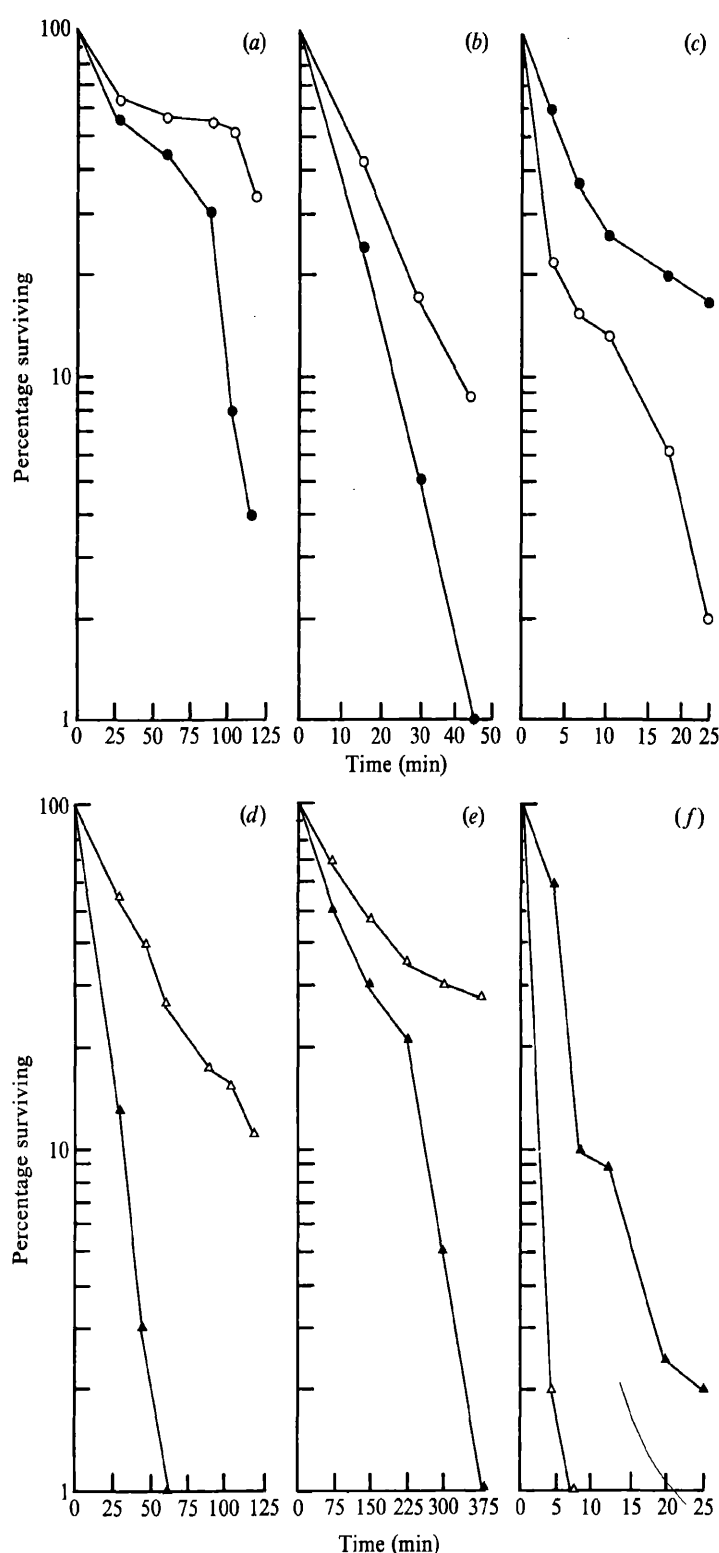 100
(a) (b) (c)
Percentage surviving
10
1
0 25 50 75 100 125
0 10 20 30 40 50
0 5 10 15 20 25
Time (min)
100
(d) (e) (f)
Percentage surviving
10
1
0 25 50 75 100 125
0 75 150 225 300 375
0 5 10 15 20 25
Time (min)